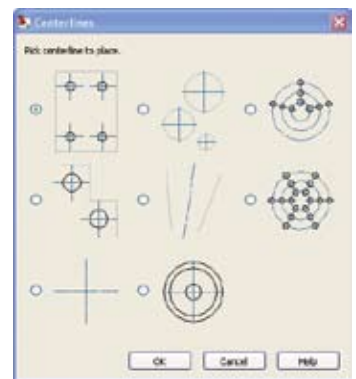 Centerlines
Pick centerline to place.
OK
Cancel
Help